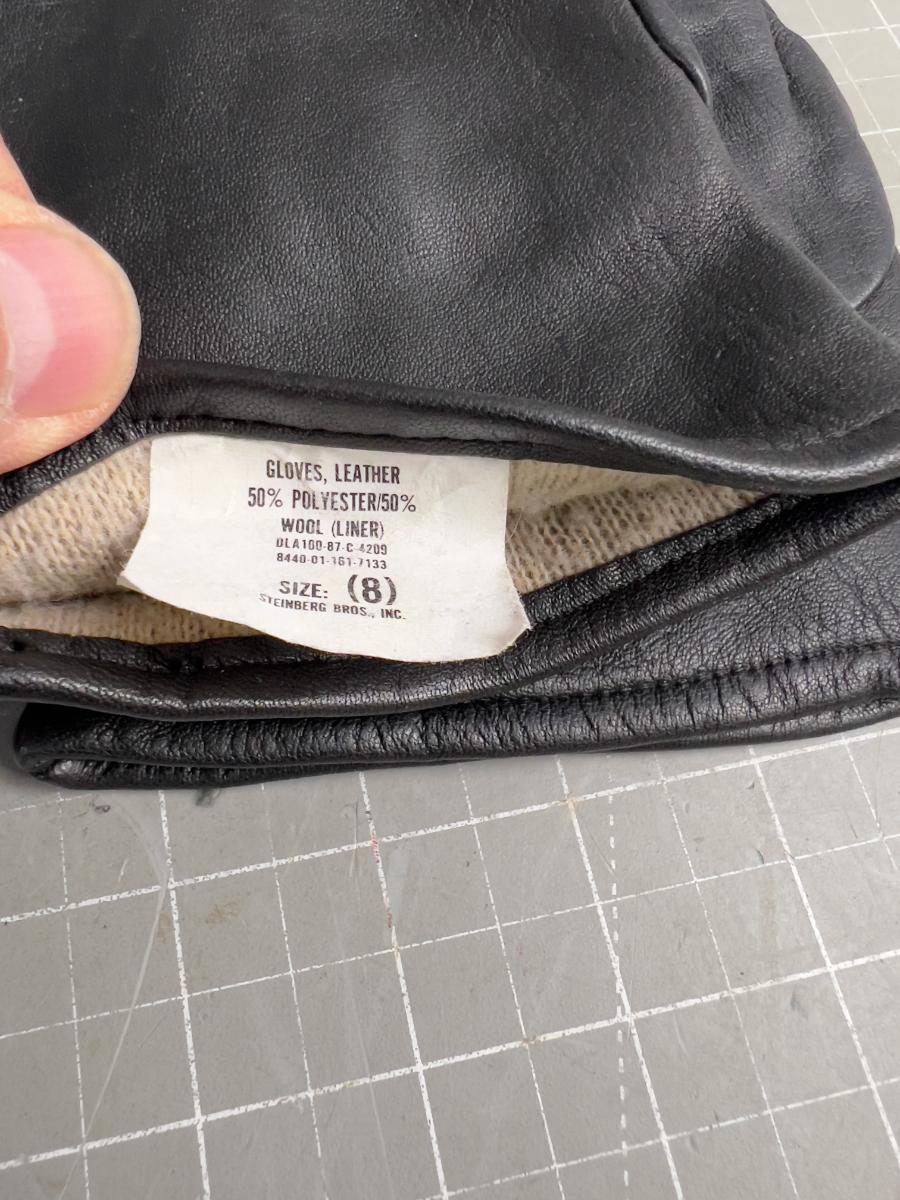 GLOVES, LEATHER
50% POLYESTER/50%
WOOL (LINER)
DLA100-87-C-4209
8440-01-161-7133
SIZE: (8)
STEINBERG BROS., INC.